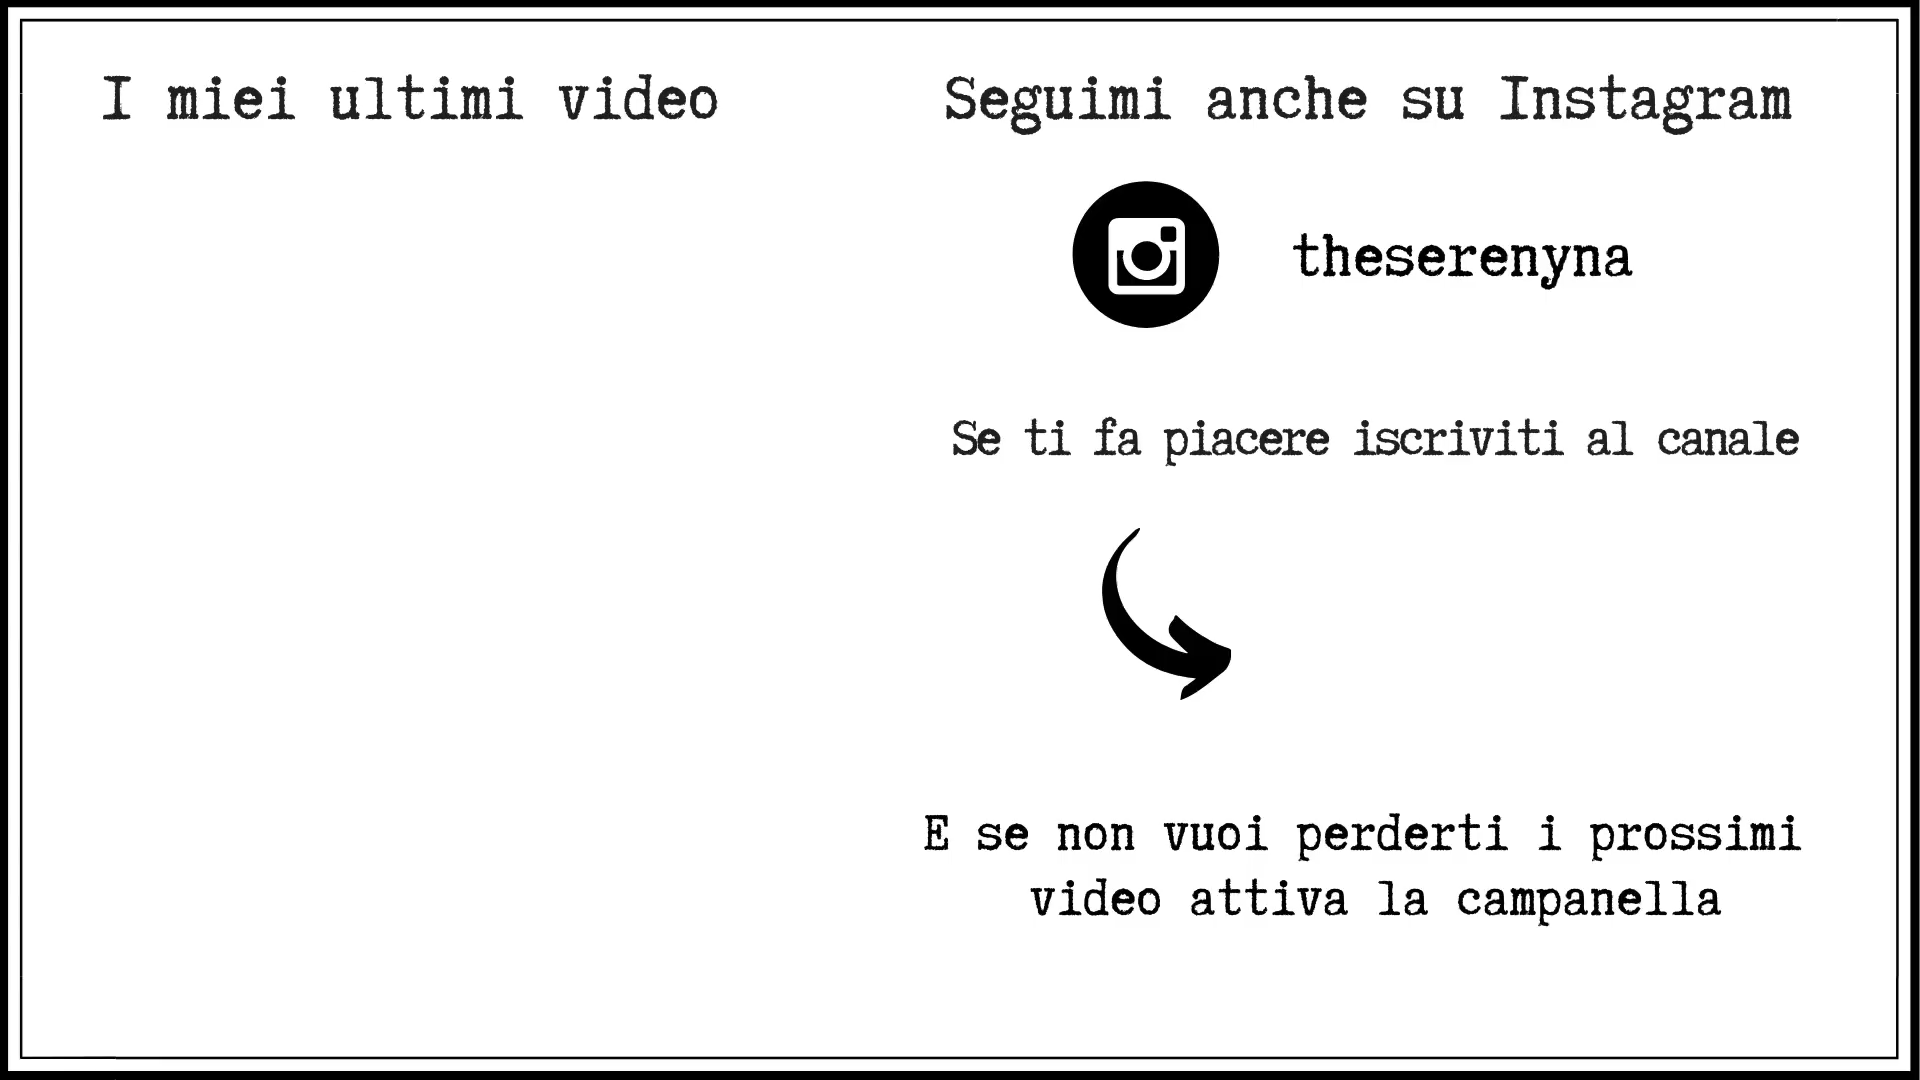 I miei ultimi video
Seguimi anche su Instagram
theserenyna
Se ti fa piacere iscriviti al canale
E se non vuoi perderti i prossimi
video attiva la campanella